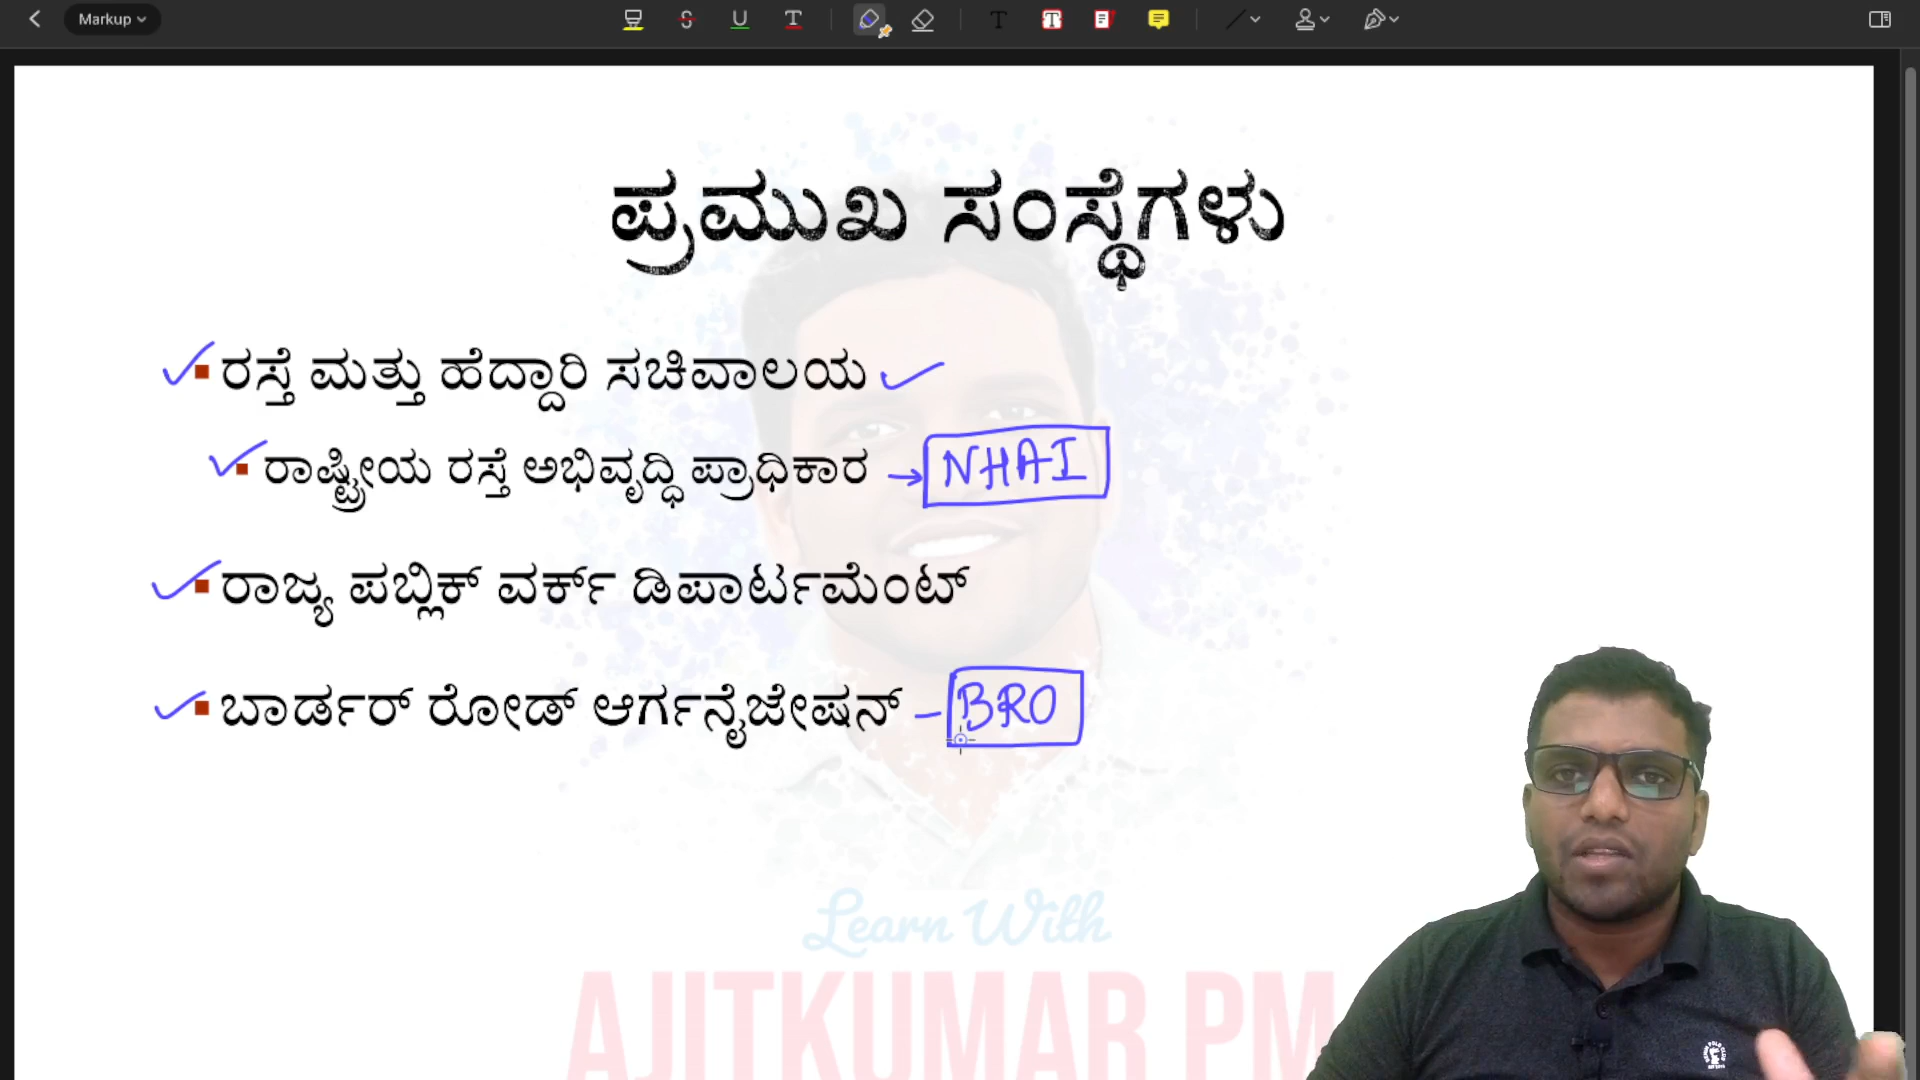 Markup
ಪ್ರಮುಖ ಸಂಸ್ಥೆಗಳು
ರಸ್ತೆ ಮತ್ತು ಹೆದ್ದಾರಿ ಸಚಿವಾಲಯ
ರಾಷ್ಟ್ರೀಯ ರಸ್ತೆ ಅಭಿವೃದ್ಧಿ ಪ್ರಾಧಿಕಾರ → NHAI
ರಾಜ್ಯ ಪಬ್ಲಿಕ್ ವರ್ಕ್ ಡಿಪಾರ್ಟಮೆಂಟ್
ಬಾರ್ಡರ್ ರೋಡ್ ಆರ್ಗನೈಜೇಷನ್ – BRO
Learn With
AJITKUMAR PM